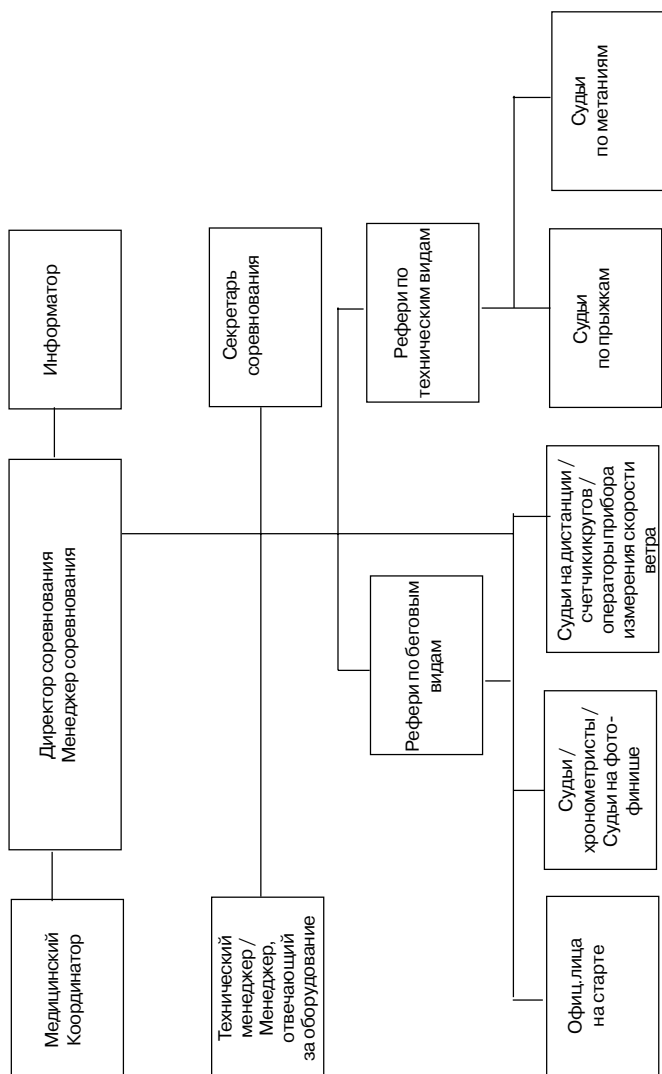 Медицинский
Координатор
Директор соревнования
Менеджер соревнования
Информатор
Технический
менеджер /
Менеджер,
отвечающий
за оборудование
Секретарь
соревнования
Рефери по беговым
видам
Рефери по
техническим видам
Офиц. лица
на старте
Судьи /
хронометристы /
Судьи на фото-
финише
Судьи на дистанции /
счетчики кругов /
операторы прибора
измерения скорости
ветра
Судьи
по прыжкам
Судьи
по метаниям